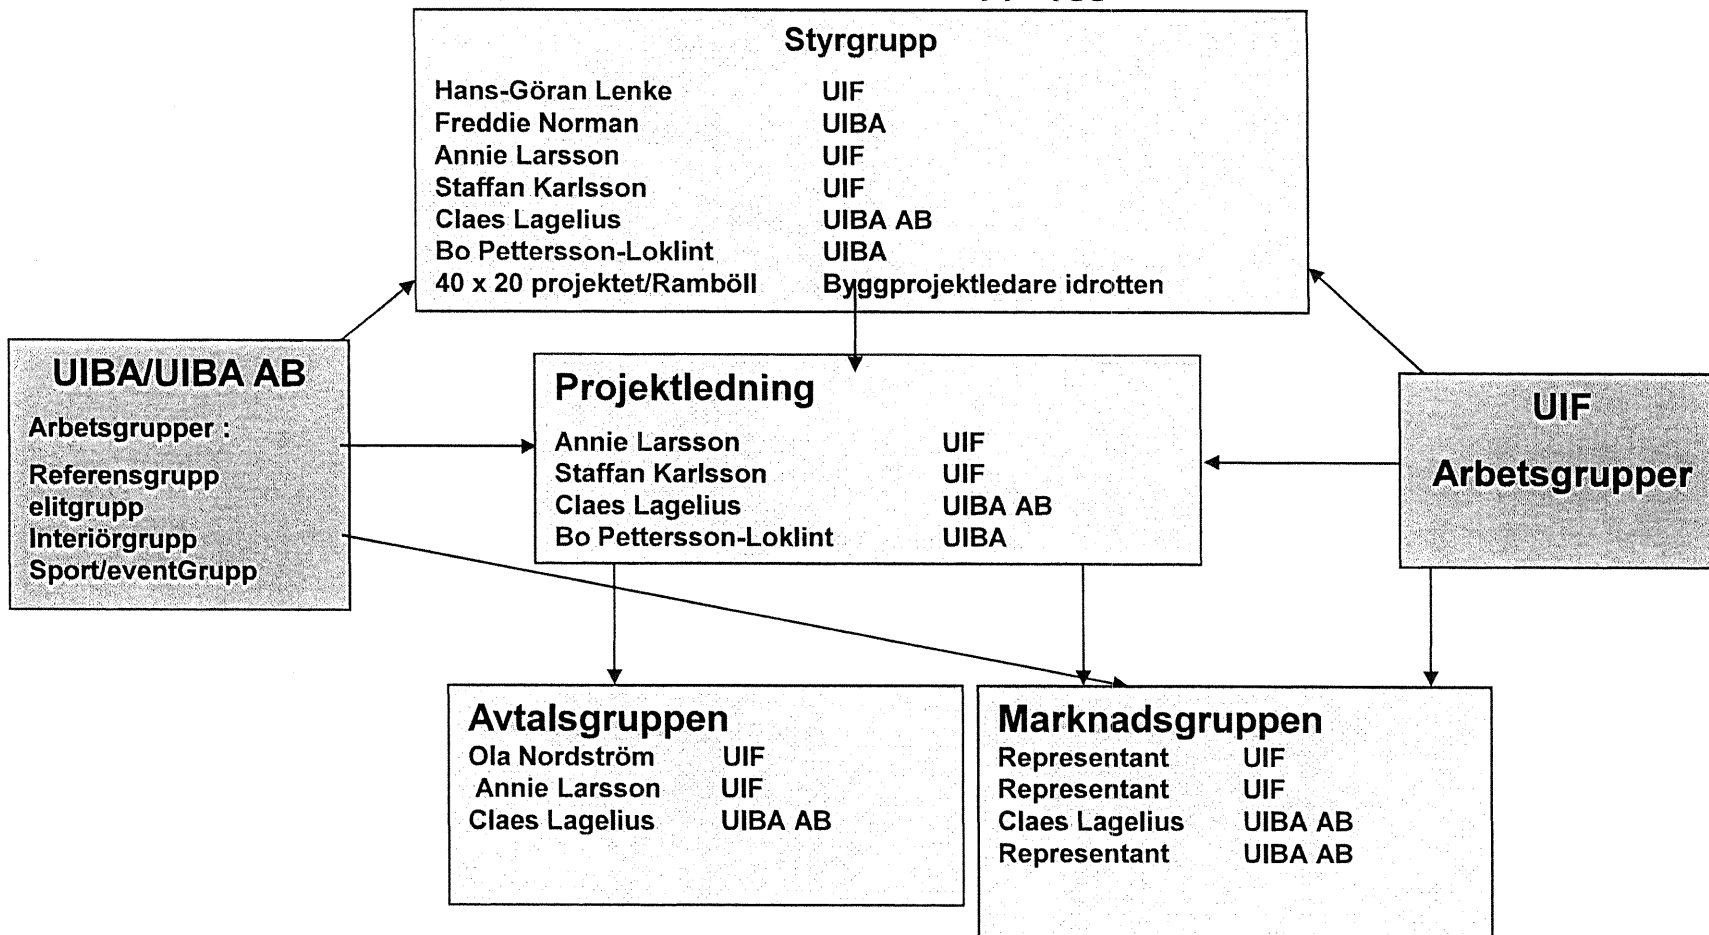 Styrgrupp
Hans-Göran Lenke UIF
Freddie Norman UIBA
Annie Larsson UIF
Staffan Karlsson UIF
Claes Lagelius UIBA AB
Bo Pettersson-Loklint UIBA
40 x 20 projektet/Ramböll Byggprojektledare idrotten
UIBA/UIBA AB
Arbetsgrupper :
Referensgrupp
elitgrupp
Interiörgrupp
Sport/eventGrupp
Projektledning
Annie Larsson UIF
Staffan Karlsson UIF
Claes Lagelius UIBA AB
Bo Pettersson-Loklint UIBA
UIF
Arbetsgrupper
Avtalsgruppen
Ola Nordström UIF
Annie Larsson UIF
Claes Lagelius UIBA AB
Marknadsgruppen
Representant UIF
Representant UIF
Claes Lagelius UIBA AB
Representant UIBA AB